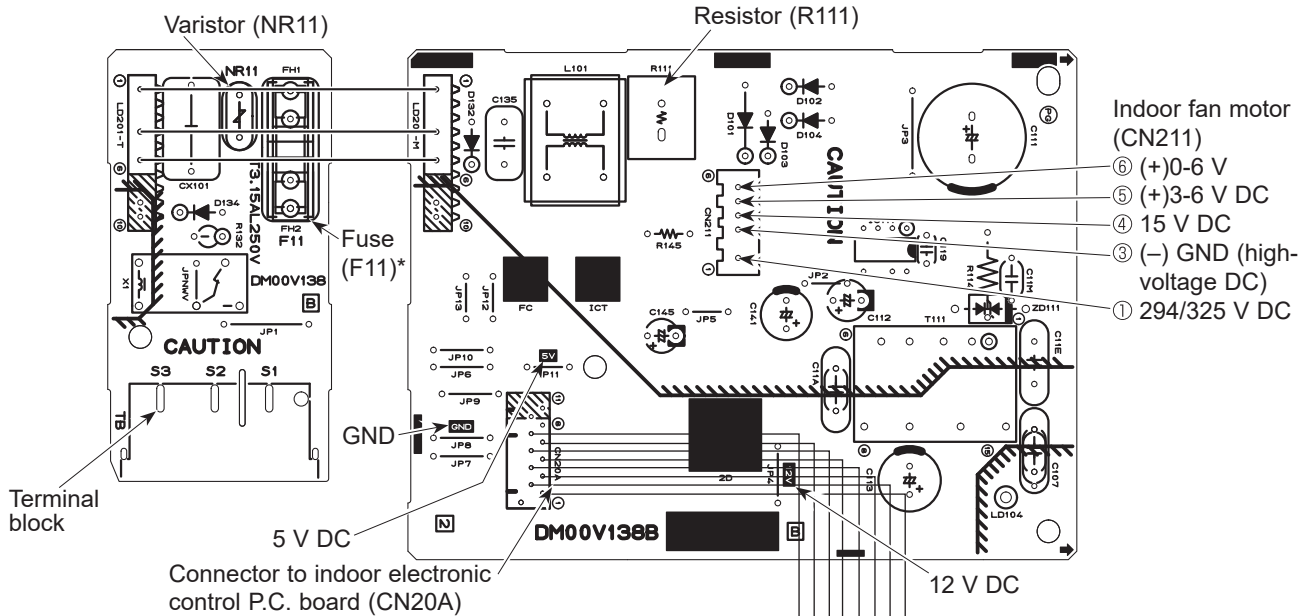 Varistor (NR11)
Resistor (R111)
NR11
FH1
LD201-T
CX101
T3.15AL250V
D134
R132
FH2
F11
Fuse
(F11)*
X1
JPNWV
DM00V138
B
JP1
CAUTION
S3 S2 S1
TB
Terminal
block
D132
C135
L101
R111
D101
D102
D104
D103
JP3
C111
PG
CAUTION
CN211
R145
JP2
R114
ZD111
Indoor fan motor
(CN211)
⑥ (+)0-6 V
⑤ (+)3-6 V DC
④ 15 V DC
③ (–) GND (high-
voltage DC)
① 294/325 V DC
JP13
JP12
FC
ICT
C145
JP5
C141
C112
T111
C11E
C11A
JP10
JP6
5V
JP11
JP9
GND
GND
JP8
JP7
CN20A
2D
JP4
12V
C113
C107
LD104
2
DM00V138B
B
5 V DC
12 V DC
Connector to indoor electronic
control P.C. board (CN20A)